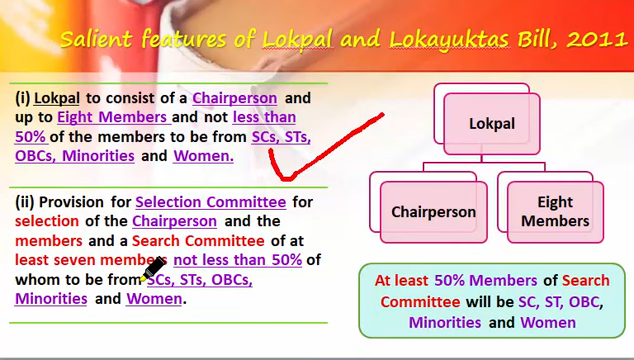 Salient features of Lokpal and Lokayuktas Bill, 2011
(i) Lokpal to consist of a Chairperson and
up to Eight Members and not less than
50% of the members to be from SCs, STs,
OBCs, Minorities and Women.
(ii) Provision for Selection Committee for
selection of the Chairperson and the
members and a Search Committee of at
least seven members not less than 50% of
whom to be from SCs, STs, OBCs,
Minorities and Women.
Lokpal
Chairperson
Eight
Members
At least 50% Members of Search
Committee will be SC, ST, OBC,
Minorities and Women